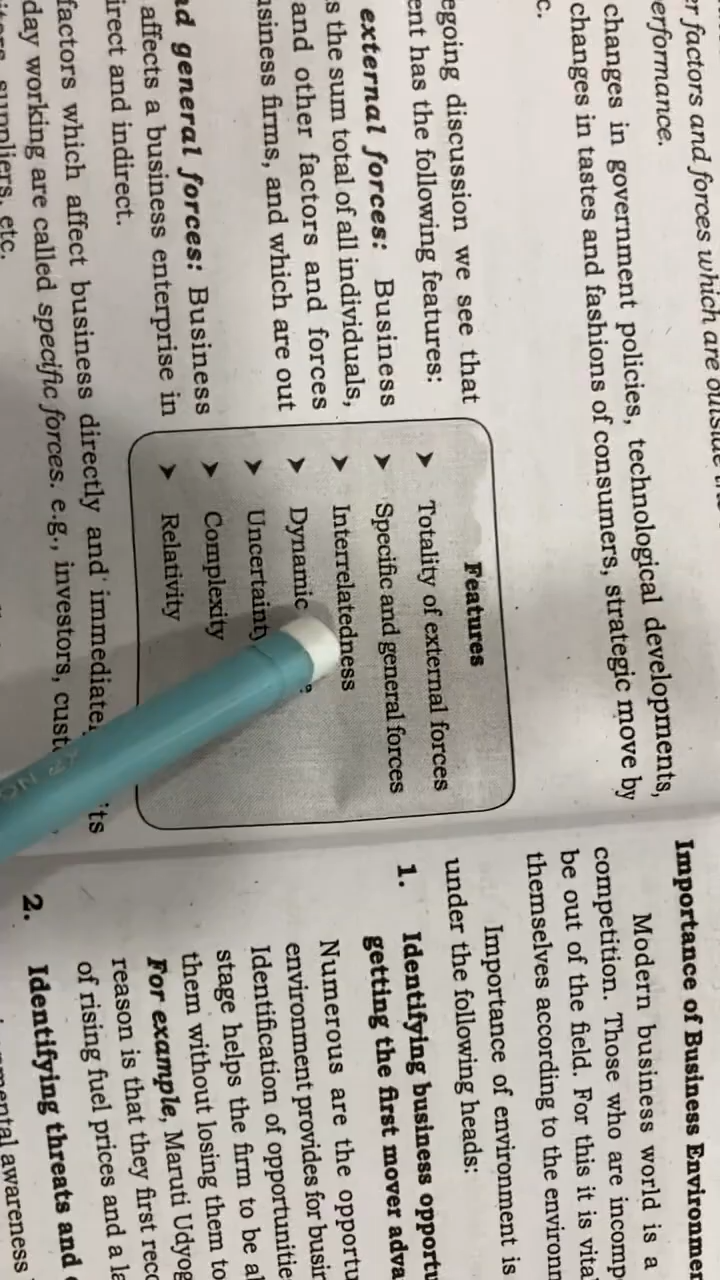 er factors and forces which are outside
erformance.
changes in government policies, technological developments,
changes in tastes and fashions of consumers, strategic move by
c.
egoing discussion we see that
ent has the following features:
external forces: Business
s the sum total of all individuals,
and other factors and forces
usiness firms, and which are out
nd general forces: Business
affects a business enterprise in
irect and indirect.
factors which affect business directly and immediate its
day working are called specific forces. e.g., investors, cust
suppliers, etc.
Features
➤ Totality of external forces
➤ Specific and general forces
➤ Interrelatedness
➤ Dynamic
➤ Uncertainty
➤ Complexity
➤ Relativity
Importance of Business Environmen
Modern business world is a
competition. Those who are incomp
be out of the field. For this it is vita
themselves according to the environ
Importance of environment is
under the following heads:
1. Identifying business opportu
getting the first mover adva
Numerous are the opportu
environment provides for busin
Identification of opportunitie
stage helps the firm to be al
them without losing them to
For example, Maruti Udyog
reason is that they first reco
of rising fuel prices and a la
2. Identifying threats and
mental awareness